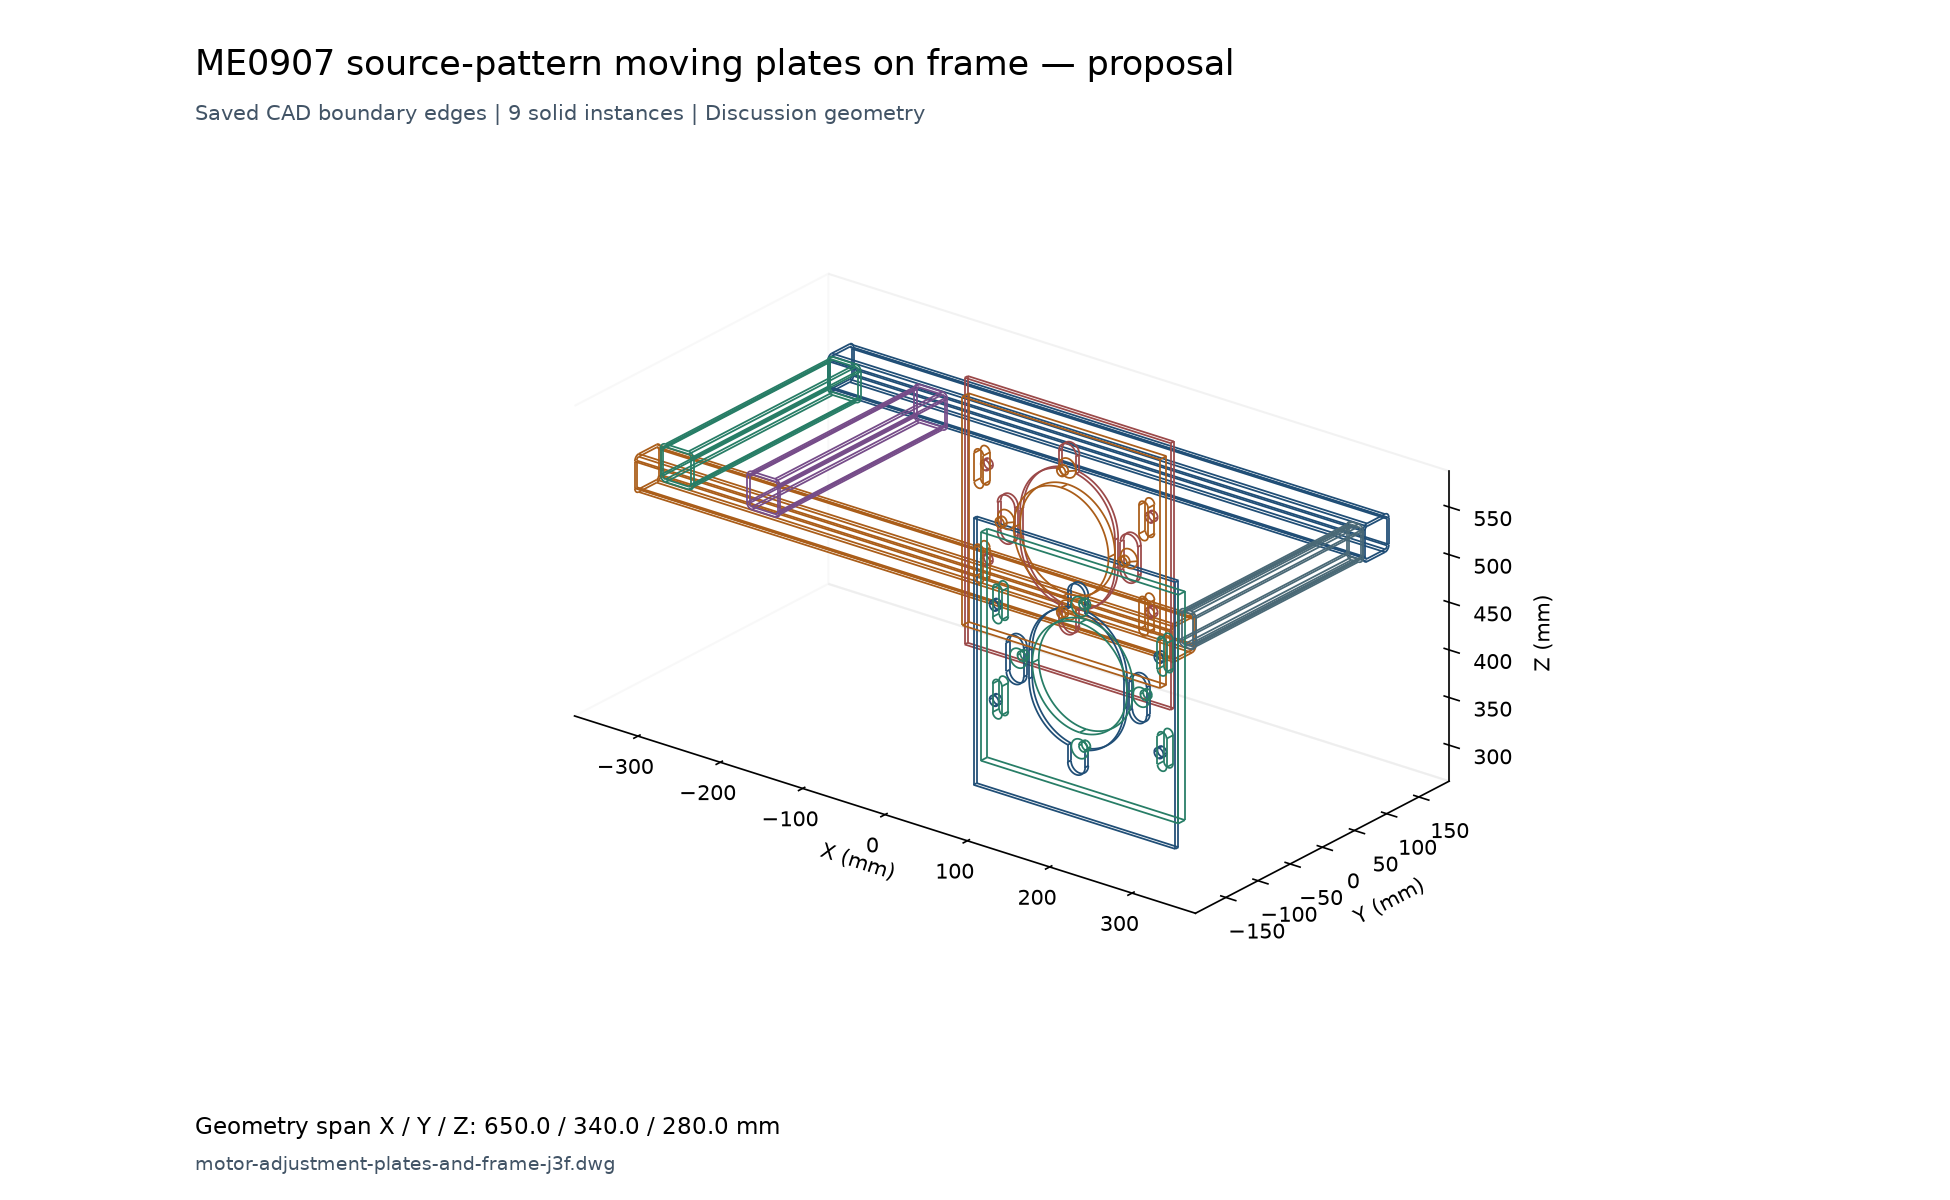 ME0907 source-pattern moving plates on frame — proposal
Saved CAD boundary edges | 9 solid instances | Discussion geometry
550
500
450
400
350
300
Z (mm)
−300
−200
−100
0
100
200
300
X (mm)
150
100
50
0
−50
−100
−150
Y (mm)
Geometry span X / Y / Z: 650.0 / 340.0 / 280.0 mm
motor-adjustment-plates-and-frame-j3f.dwg